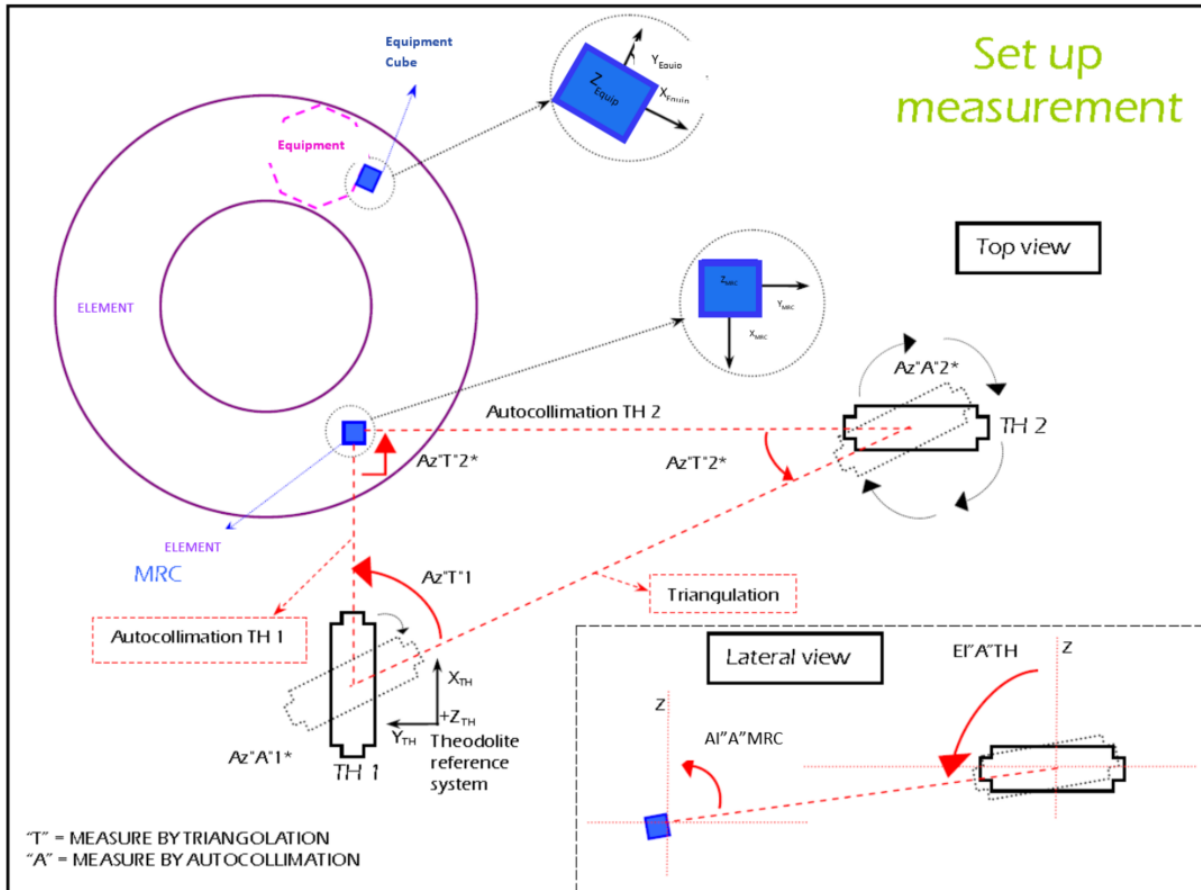 Set up
measurement
Equipment
Cube
Y Equip
Z Equip
Equipment
Top view
ELEMENT
Z MRC
Y MRC
X MRC
Az"A"2*
Autocollimation TH 2
TH 2
Az"T"2*
Az"T"2*
ELEMENT
MRC
Az"T"1
Triangulation
Autocollimation TH 1
Lateral view
El"A"TH
Z
Z
X TH
+Z TH
Y TH
Theodolite
reference
system
Az"A"1*
TH 1
Al"A"MRC
"T" = MEASURE BY TRIANGOLATION
"A" = MEASURE BY AUTOCOLLIMATION